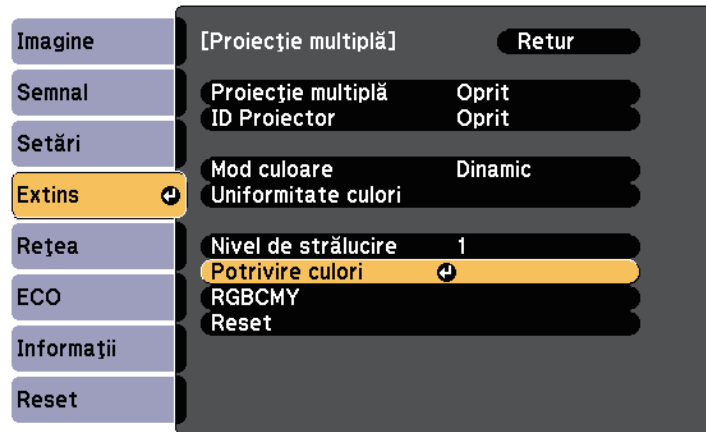 Imagine
Semnal
Setări
Extins
Reţea
ECO
Informaţii
Reset
[Proiecţie multiplă] Retur
Proiecţie multiplă Oprit
ID Proiector Oprit
Mod culoare Dinamic
Uniformitate culori
Nivel de strălucire 1
Potrivire culori
RGBCMY
Reset